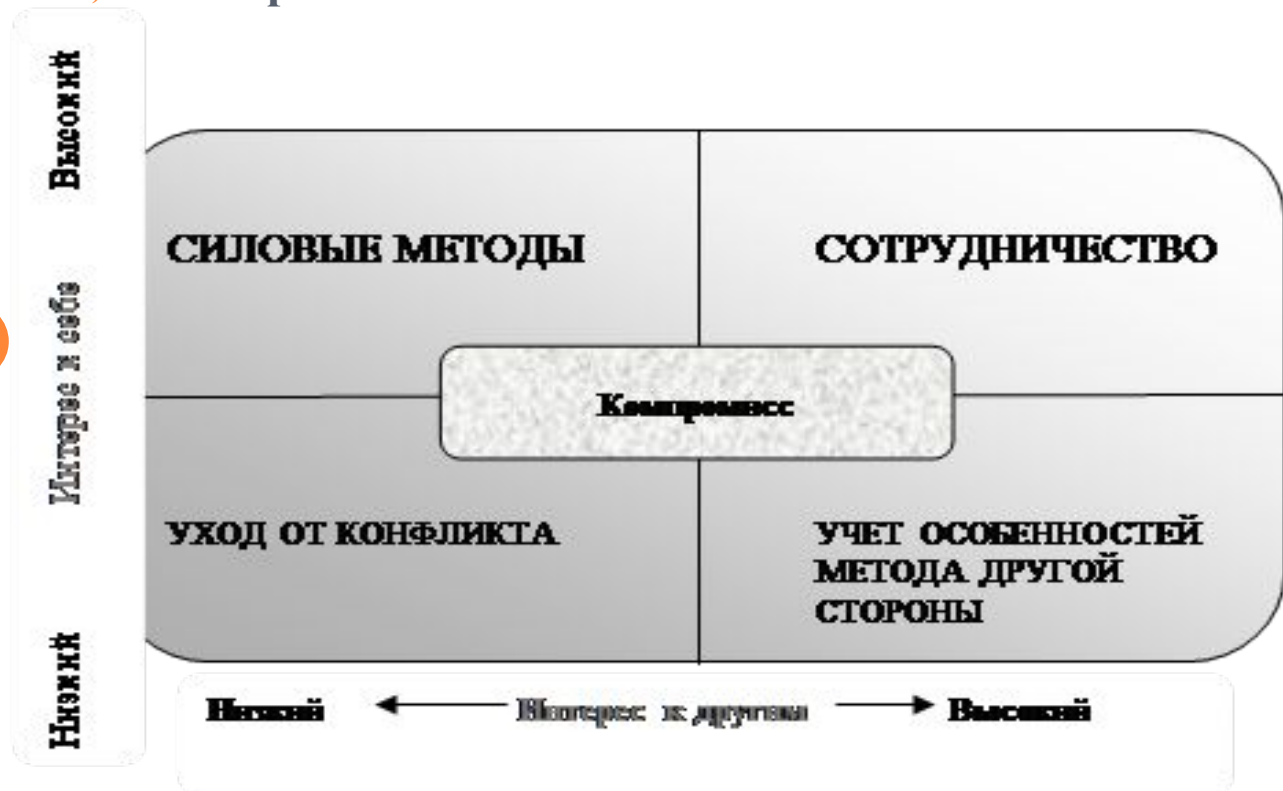 Высокий
СИЛОВЫЕ МЕТОДЫ
СОТРУДНИЧЕСТВО
Интерес к себе
Компромисс
УХОД ОТ КОНФЛИКТА
УЧЕТ ОСОБЕННОСТЕЙ
МЕТОДА ДРУГОЙ
СТОРОНЫ
Низкий
Низкий
Интерес к другим
Высокий